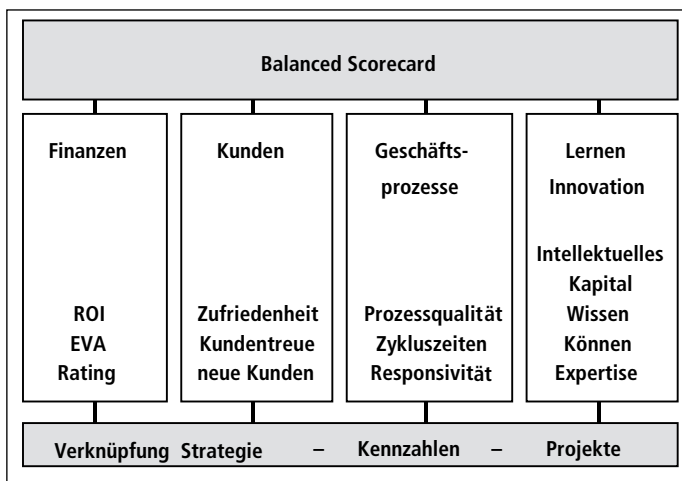 Balanced Scorecard
Finanzen
ROI
EVA
Rating
Kunden
Zufriedenheit
Kundentreue
neue Kunden
Geschäfts-
prozesse
Prozessqualität
Zykluszeiten
Responsivität
Lernen
Innovation
Intellektuelles
Kapital
Wissen
Können
Expertise
Verknüpfung Strategie – Kennzahlen – Projekte